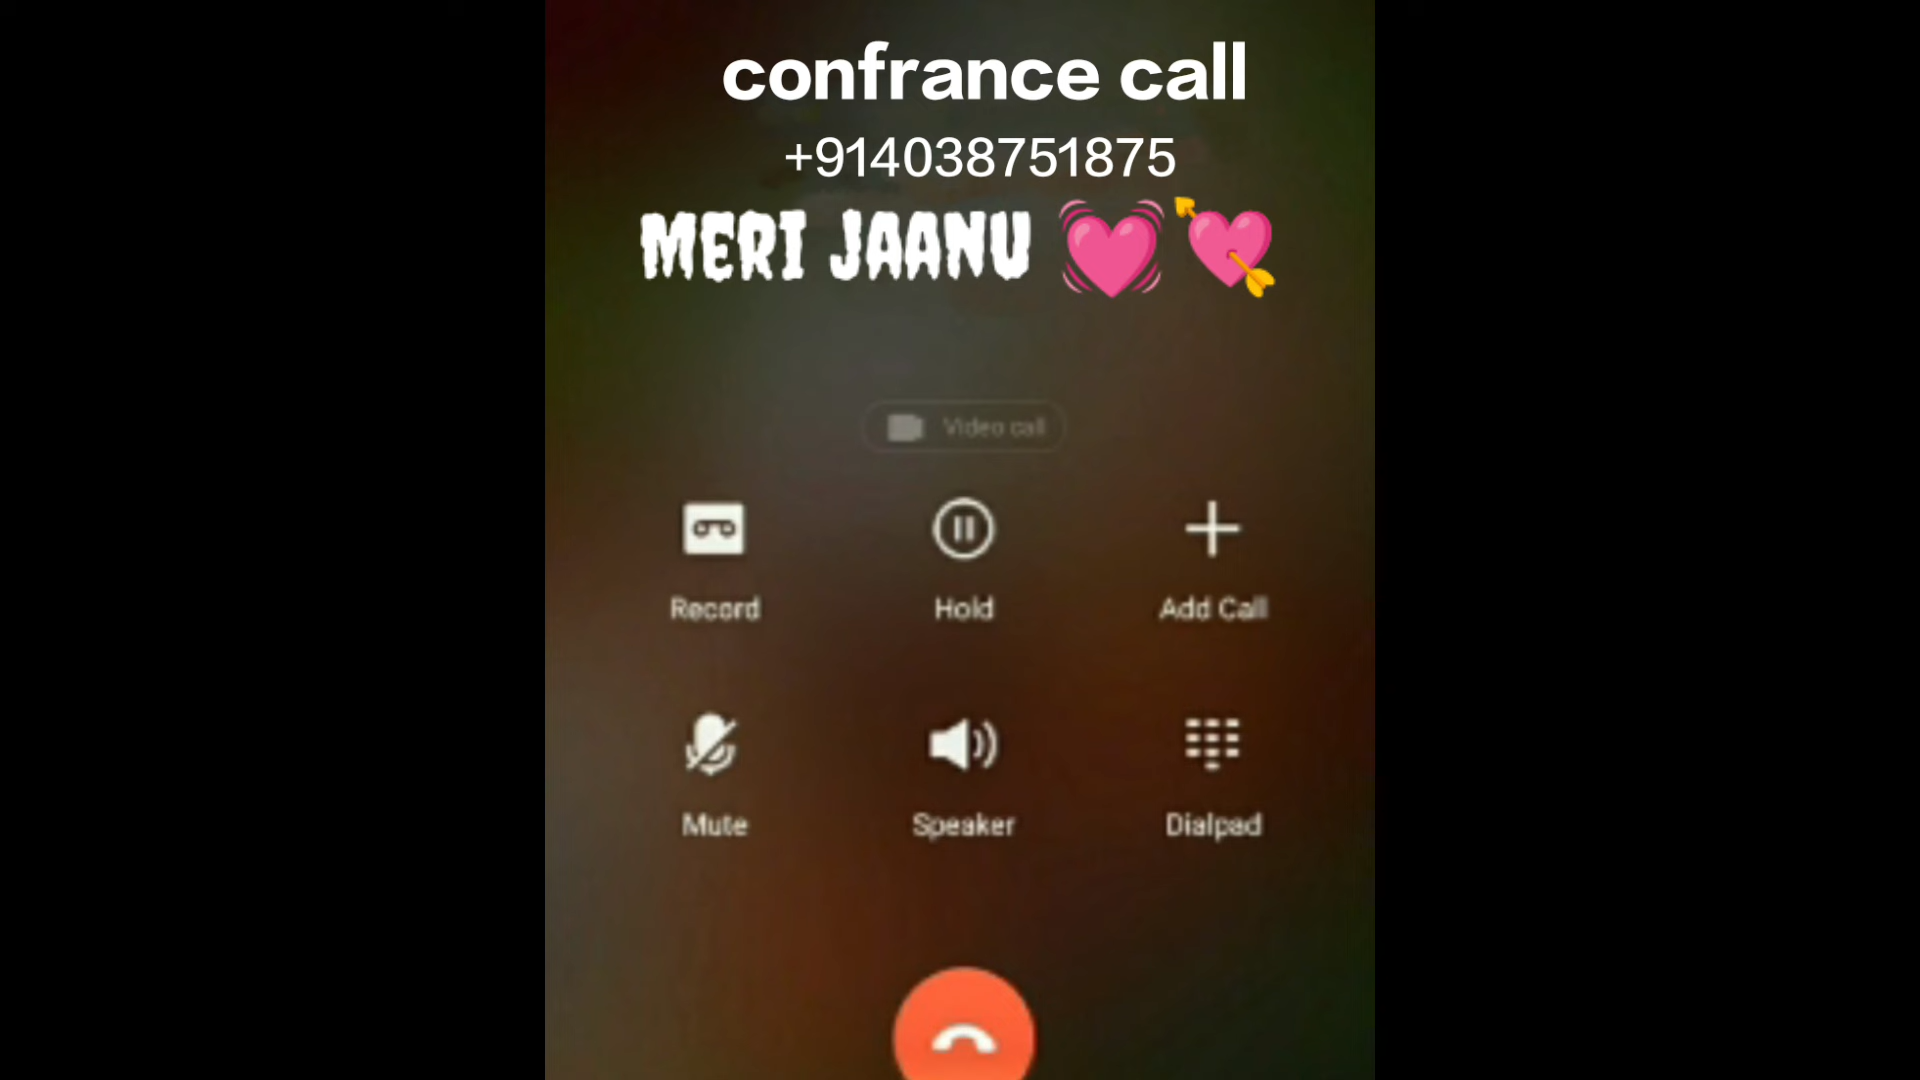 confrance call
+914038751875
MERI JAANU 💓💘
Video call
Record Hold Add Call
Mute Speaker Dialpad